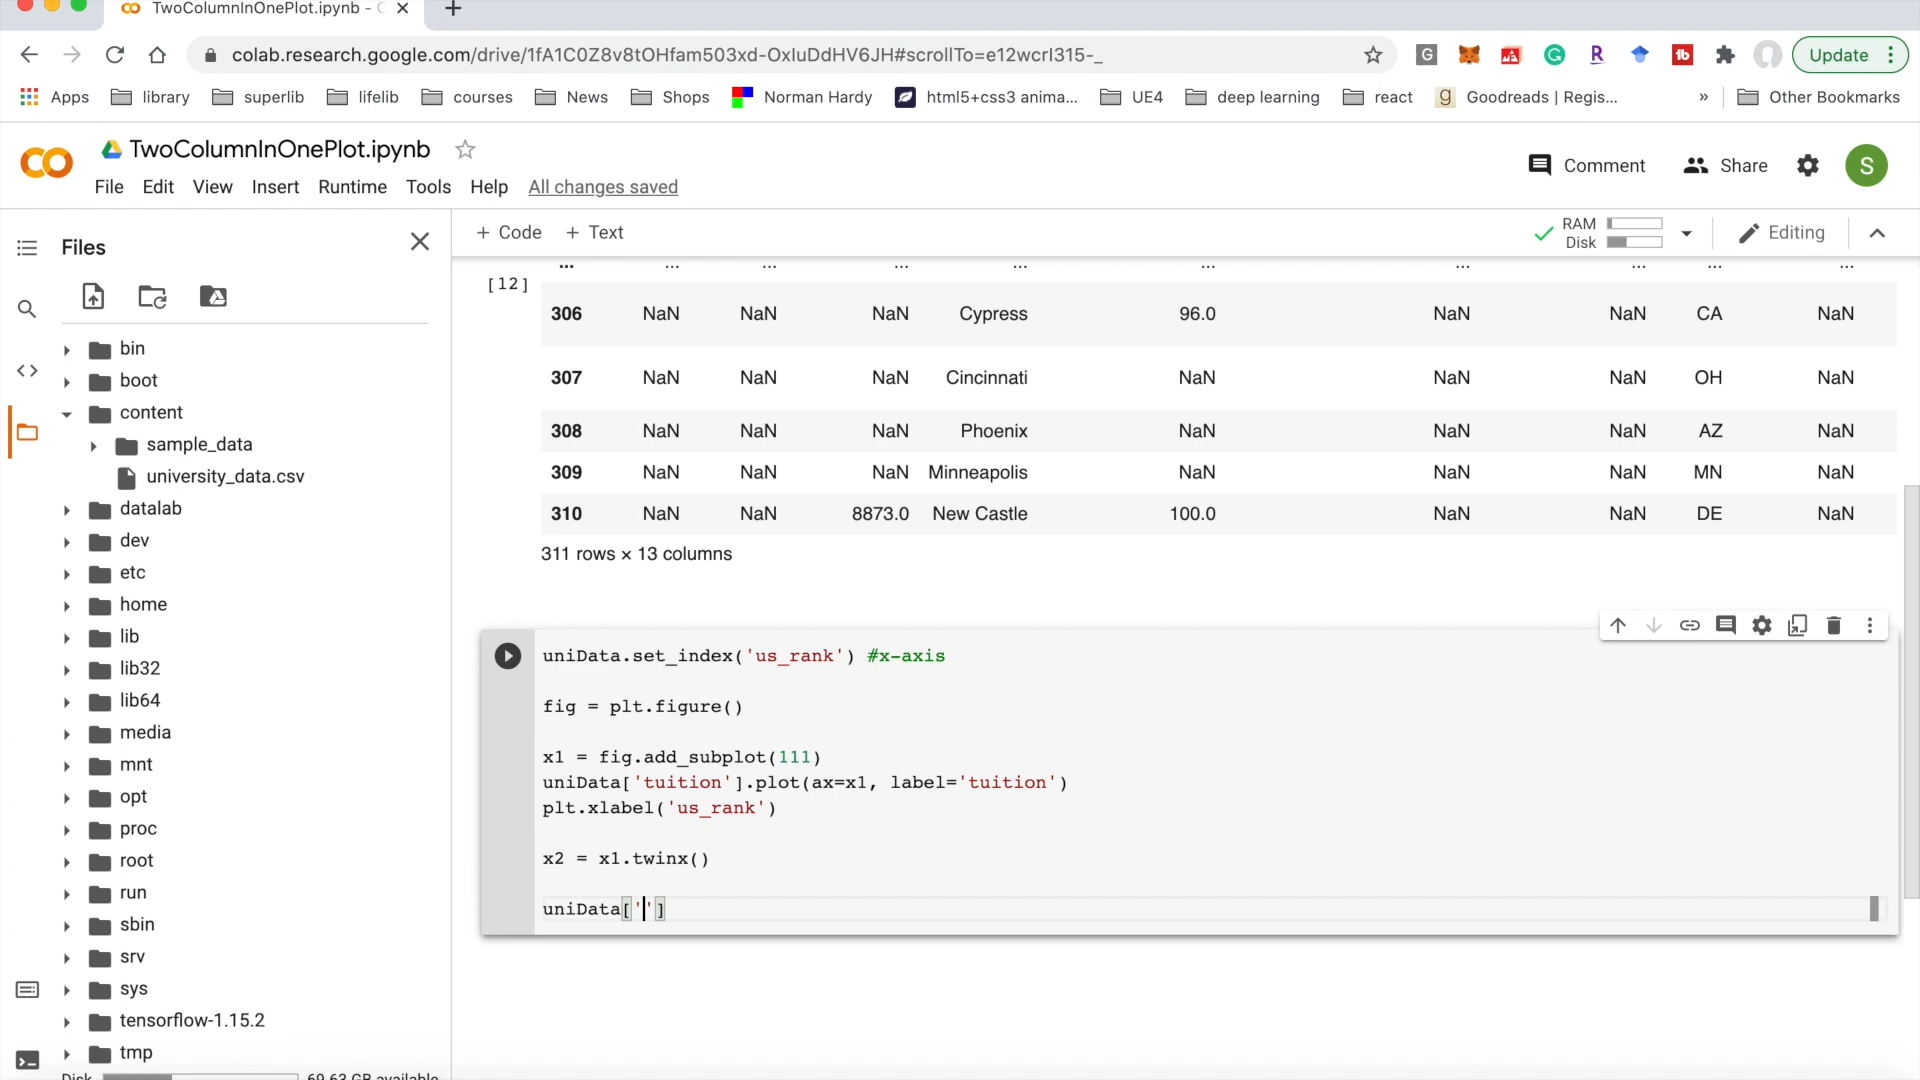 TwoColumnInOnePlot.ipynb - C
colab.research.google.com/drive/1fA1C0Z8v8tOHfam503xd-OxIuDdHV6JH#scrollTo=e12wcrI315-_
Update
Apps library superlib lifelib courses News Shops Norman Hardy html5+css3 anima... UE4 deep learning react Goodreads | Regis... » Other Bookmarks
TwoColumnInOnePlot.ipynb
Comment Share S
File Edit View Insert Runtime Tools Help All changes saved
Files
+ Code + Text
RAM
Disk
Editing
bin
boot
content
sample_data
university_data.csv
datalab
dev
etc
home
lib
lib32
lib64
media
mnt
opt
proc
root
run
sbin
srv
sys
tensorflow-1.15.2
tmp
Disk 69.63 GB available
... ... ... ... ... ... ... ... ... ...
[12]
306 NaN NaN NaN Cypress 96.0 NaN NaN CA NaN
307 NaN NaN NaN Cincinnati NaN NaN NaN OH NaN
308 NaN NaN NaN Phoenix NaN NaN NaN AZ NaN
309 NaN NaN NaN Minneapolis NaN NaN NaN MN NaN
310 NaN NaN 8873.0 New Castle 100.0 NaN NaN DE NaN
311 rows × 13 columns
uniData.set_index('us_rank') #x-axis
fig = plt.figure()
x1 = fig.add_subplot(111)
uniData['tuition'].plot(ax=x1, label='tuition')
plt.xlabel('us_rank')
x2 = x1.twinx()
uniData['']